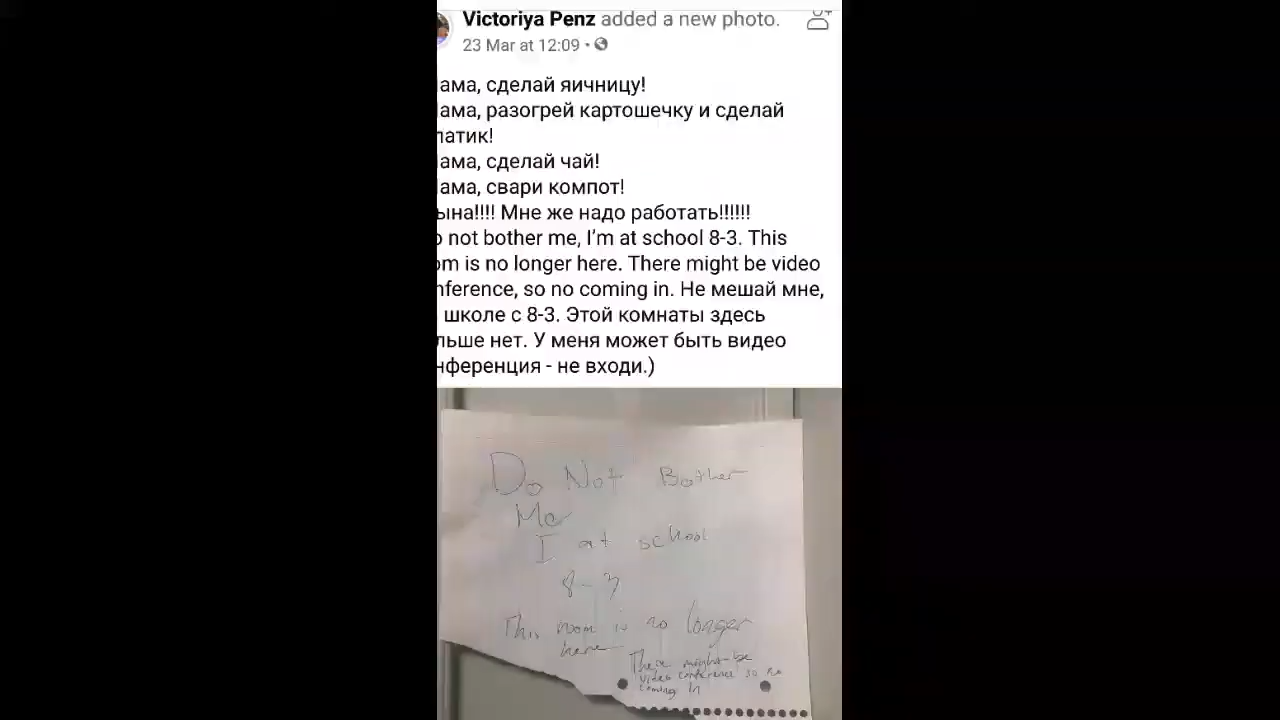 Victoriya Penz added a new photo.
23 Mar at 12:09
ама, сделай яичницу!
ама, разогрей картошечку и сделай
латик!
ама, сделай чай!
ама, свари компот!
ына!!!! Мне же надо работать!!!!!!
o not bother me, I'm at school 8-3. This
om is no longer here. There might be video
nference, so no coming in. Не мешай мне,
школе с 8-3. Этой комнаты здесь
льше нет. У меня может быть видео
нференция - не входи.)
Do Not Bother
Me
I at school
8-3
This room is no longer
here
There might be
video conference so no
coming in